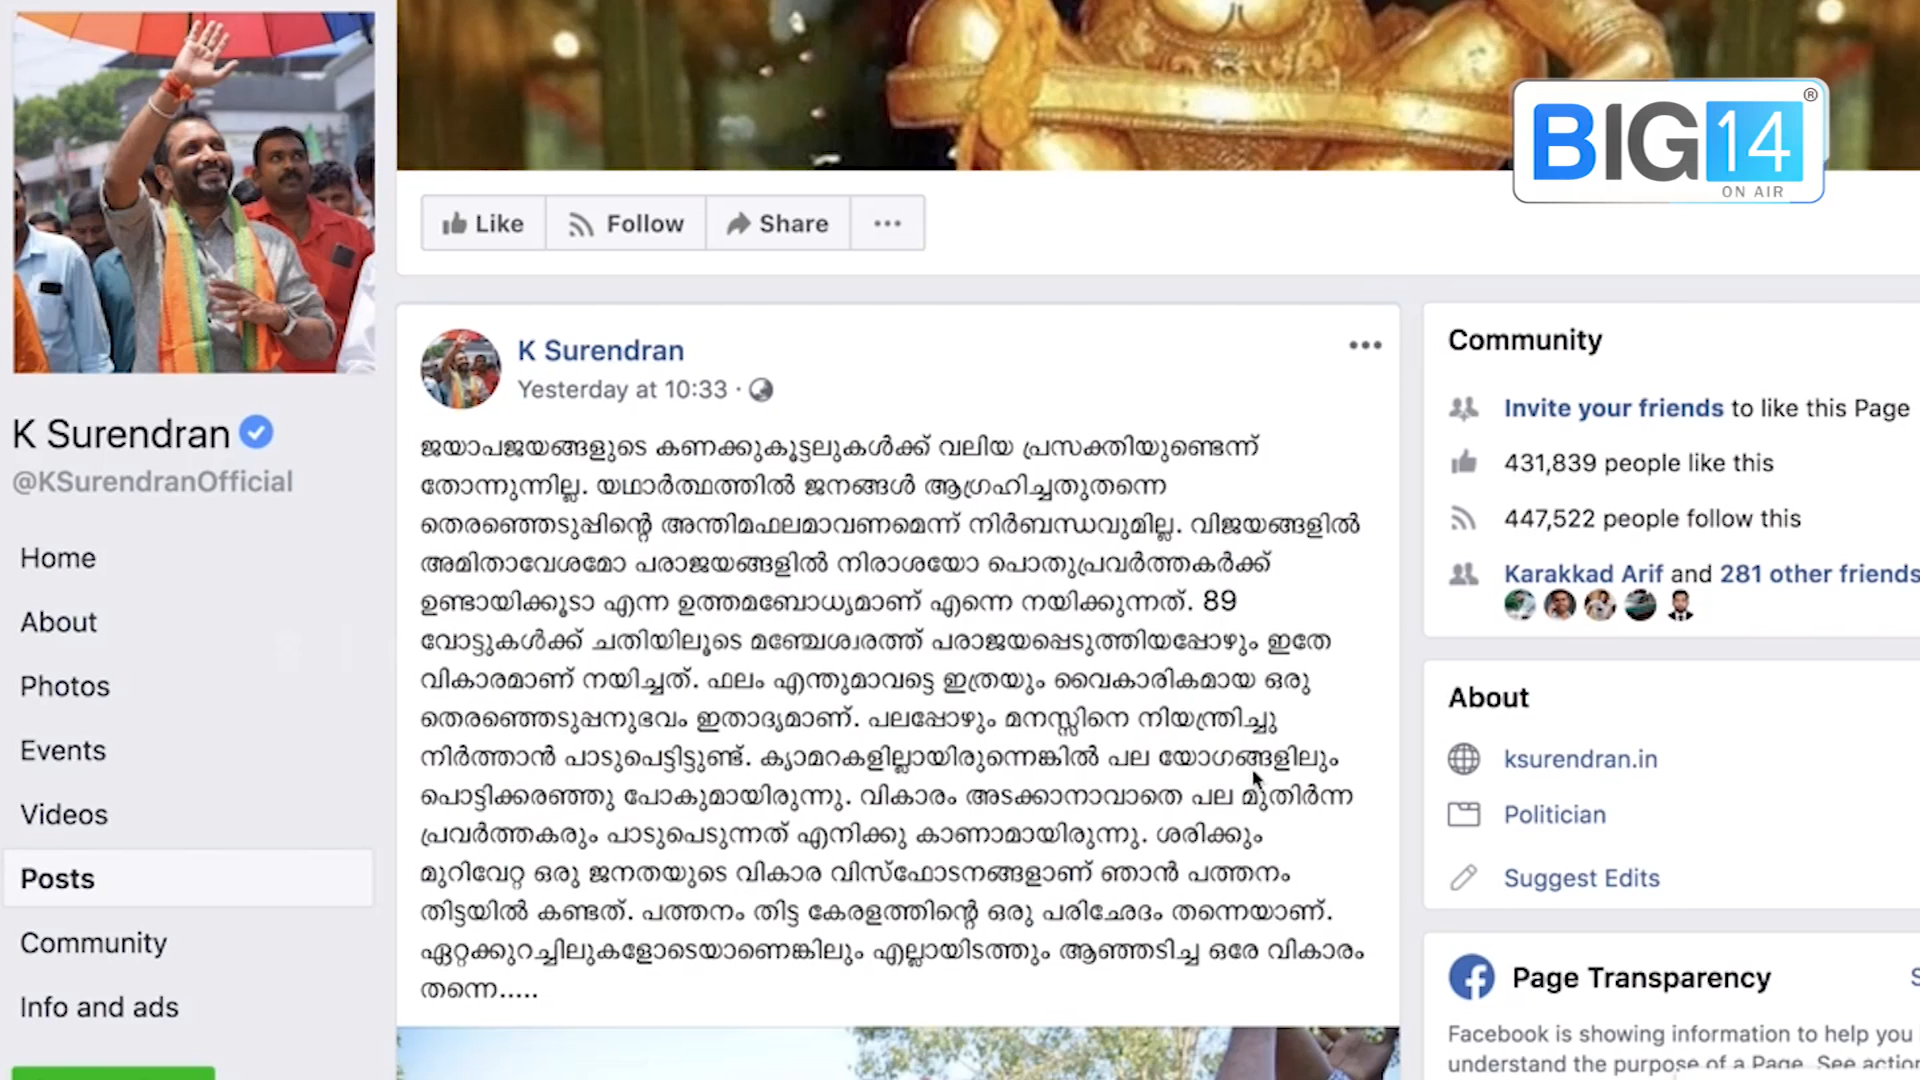 BIG14®
ON AIR
Like
Follow
Share
K Surendran
@KSurendranOfficial
Home
About
Photos
Events
Videos
Posts
Community
Info and ads
K Surendran
Yesterday at 10:33 ·
ജയാപജയങ്ങളുടെ കണക്കുകൂട്ടലുകൾക്ക് വലിയ പ്രസക്തിയുണ്ടെന്ന്
തോന്നുന്നില്ല. യഥാർത്ഥത്തിൽ ജനങ്ങൾ ആഗ്രഹിച്ചതുതന്നെ
തെരഞ്ഞെടുപ്പിന്റെ അന്തിമഫലമാവണമെന്ന് നിർബന്ധവുമില്ല. വിജയങ്ങളിൽ
അമിതാവേശമോ പരാജയങ്ങളിൽ നിരാശയോ പൊതുപ്രവർത്തകർക്ക്
ഉണ്ടായിക്കൂടാ എന്ന ഉത്തമബോധ്യമാണ് എന്നെ നയിക്കുന്നത്. 89
വോട്ടുകൾക്ക് ചതിയിലൂടെ മഞ്ചേശ്വരത്ത് പരാജയപ്പെടുത്തിയപ്പോഴും ഇതേ
വികാരമാണ് നയിച്ചത്. ഫലം എന്തുമാവട്ടെ ഇത്രയും വൈകാരികമായ ഒരു
തെരഞ്ഞെടുപ്പനുഭവം ഇതാദ്യമാണ്. പലപ്പോഴും മനസ്സിനെ നിയന്ത്രിച്ചു
നിർത്താൻ പാടുപെട്ടിട്ടുണ്ട്. ക്യാമറകളില്ലായിരുന്നെങ്കിൽ പല യോഗങ്ങളിലും
പൊട്ടിക്കരഞ്ഞു പോകുമായിരുന്നു. വികാരം അടക്കാനാവാതെ പല മുതിർന്ന
പ്രവർത്തകരും പാടുപെടുന്നത് എനിക്കു കാണാമായിരുന്നു. ശരിക്കും
മുറിവേറ്റ ഒരു ജനതയുടെ വികാര വിസ്ഫോടനങ്ങളാണ് ഞാൻ പത്തനം
തിട്ടയിൽ കണ്ടത്. പത്തനം തിട്ട കേരളത്തിന്റെ ഒരു പരിഛേദം തന്നെയാണ്.
ഏറ്റക്കുറച്ചിലുകളോടെയാണെങ്കിലും എല്ലായിടത്തും ആഞ്ഞടിച്ച ഒരേ വികാരം
തന്നെ.....
Community
Invite your friends to like this Page
431,839 people like this
447,522 people follow this
Karakkad Arif and 281 other friends
About
ksurendran.in
Politician
Suggest Edits
Page Transparency
Facebook is showing information to help you
understand the purpose of a Page. See actio